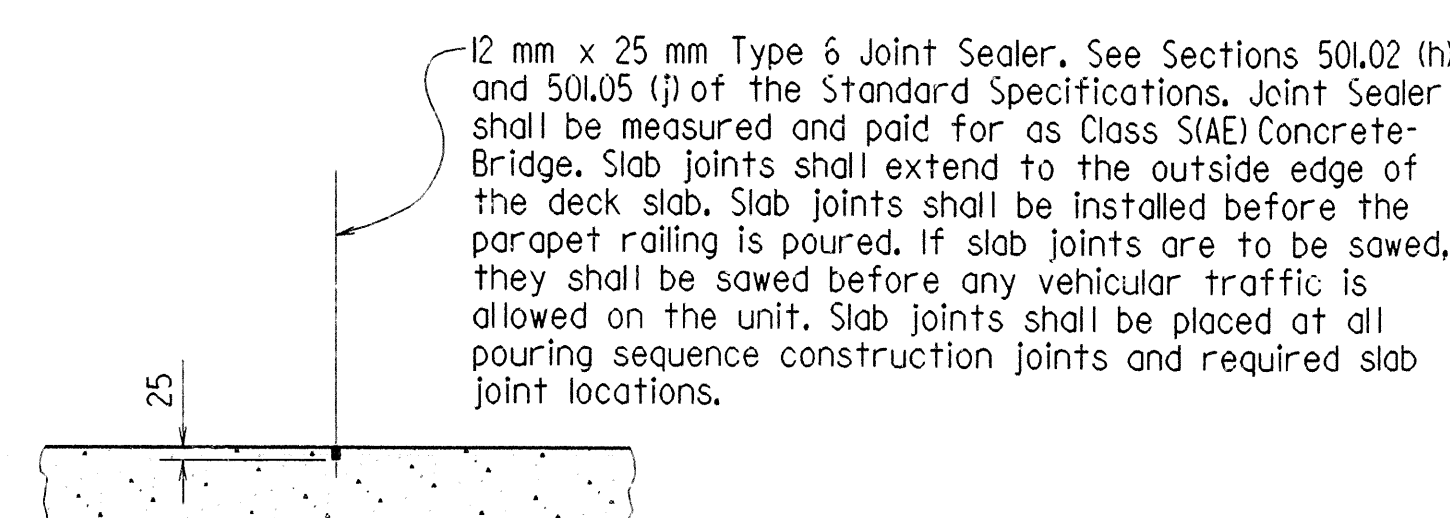 12 mm x 25 mm Type 6 Joint Sealer. See Sections 501.02 (h)
and 501.05 (j) of the Standard Specifications. Joint Sealer
shall be measured and paid for as Class S(AE) Concrete-
Bridge. Slab joints shall extend to the outside edge of
the deck slab. Slab joints shall be installed before the
parapet railing is poured. If slab joints are to be sawed,
they shall be sawed before any vehicular traffic is
allowed on the unit. Slab joints shall be placed at all
pouring sequence construction joints and required slab
joint locations.
25